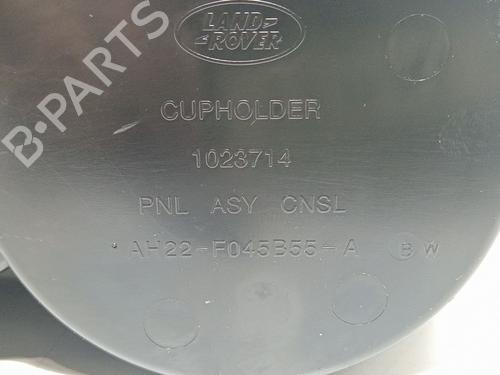 B-PARTS
LAND-
-ROVER
CUPHOLDER
1023714
PNL ASY CNSL
AH22-F045B55-A B W